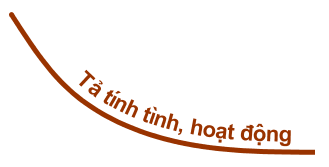 Tả tính tình, hoạt động